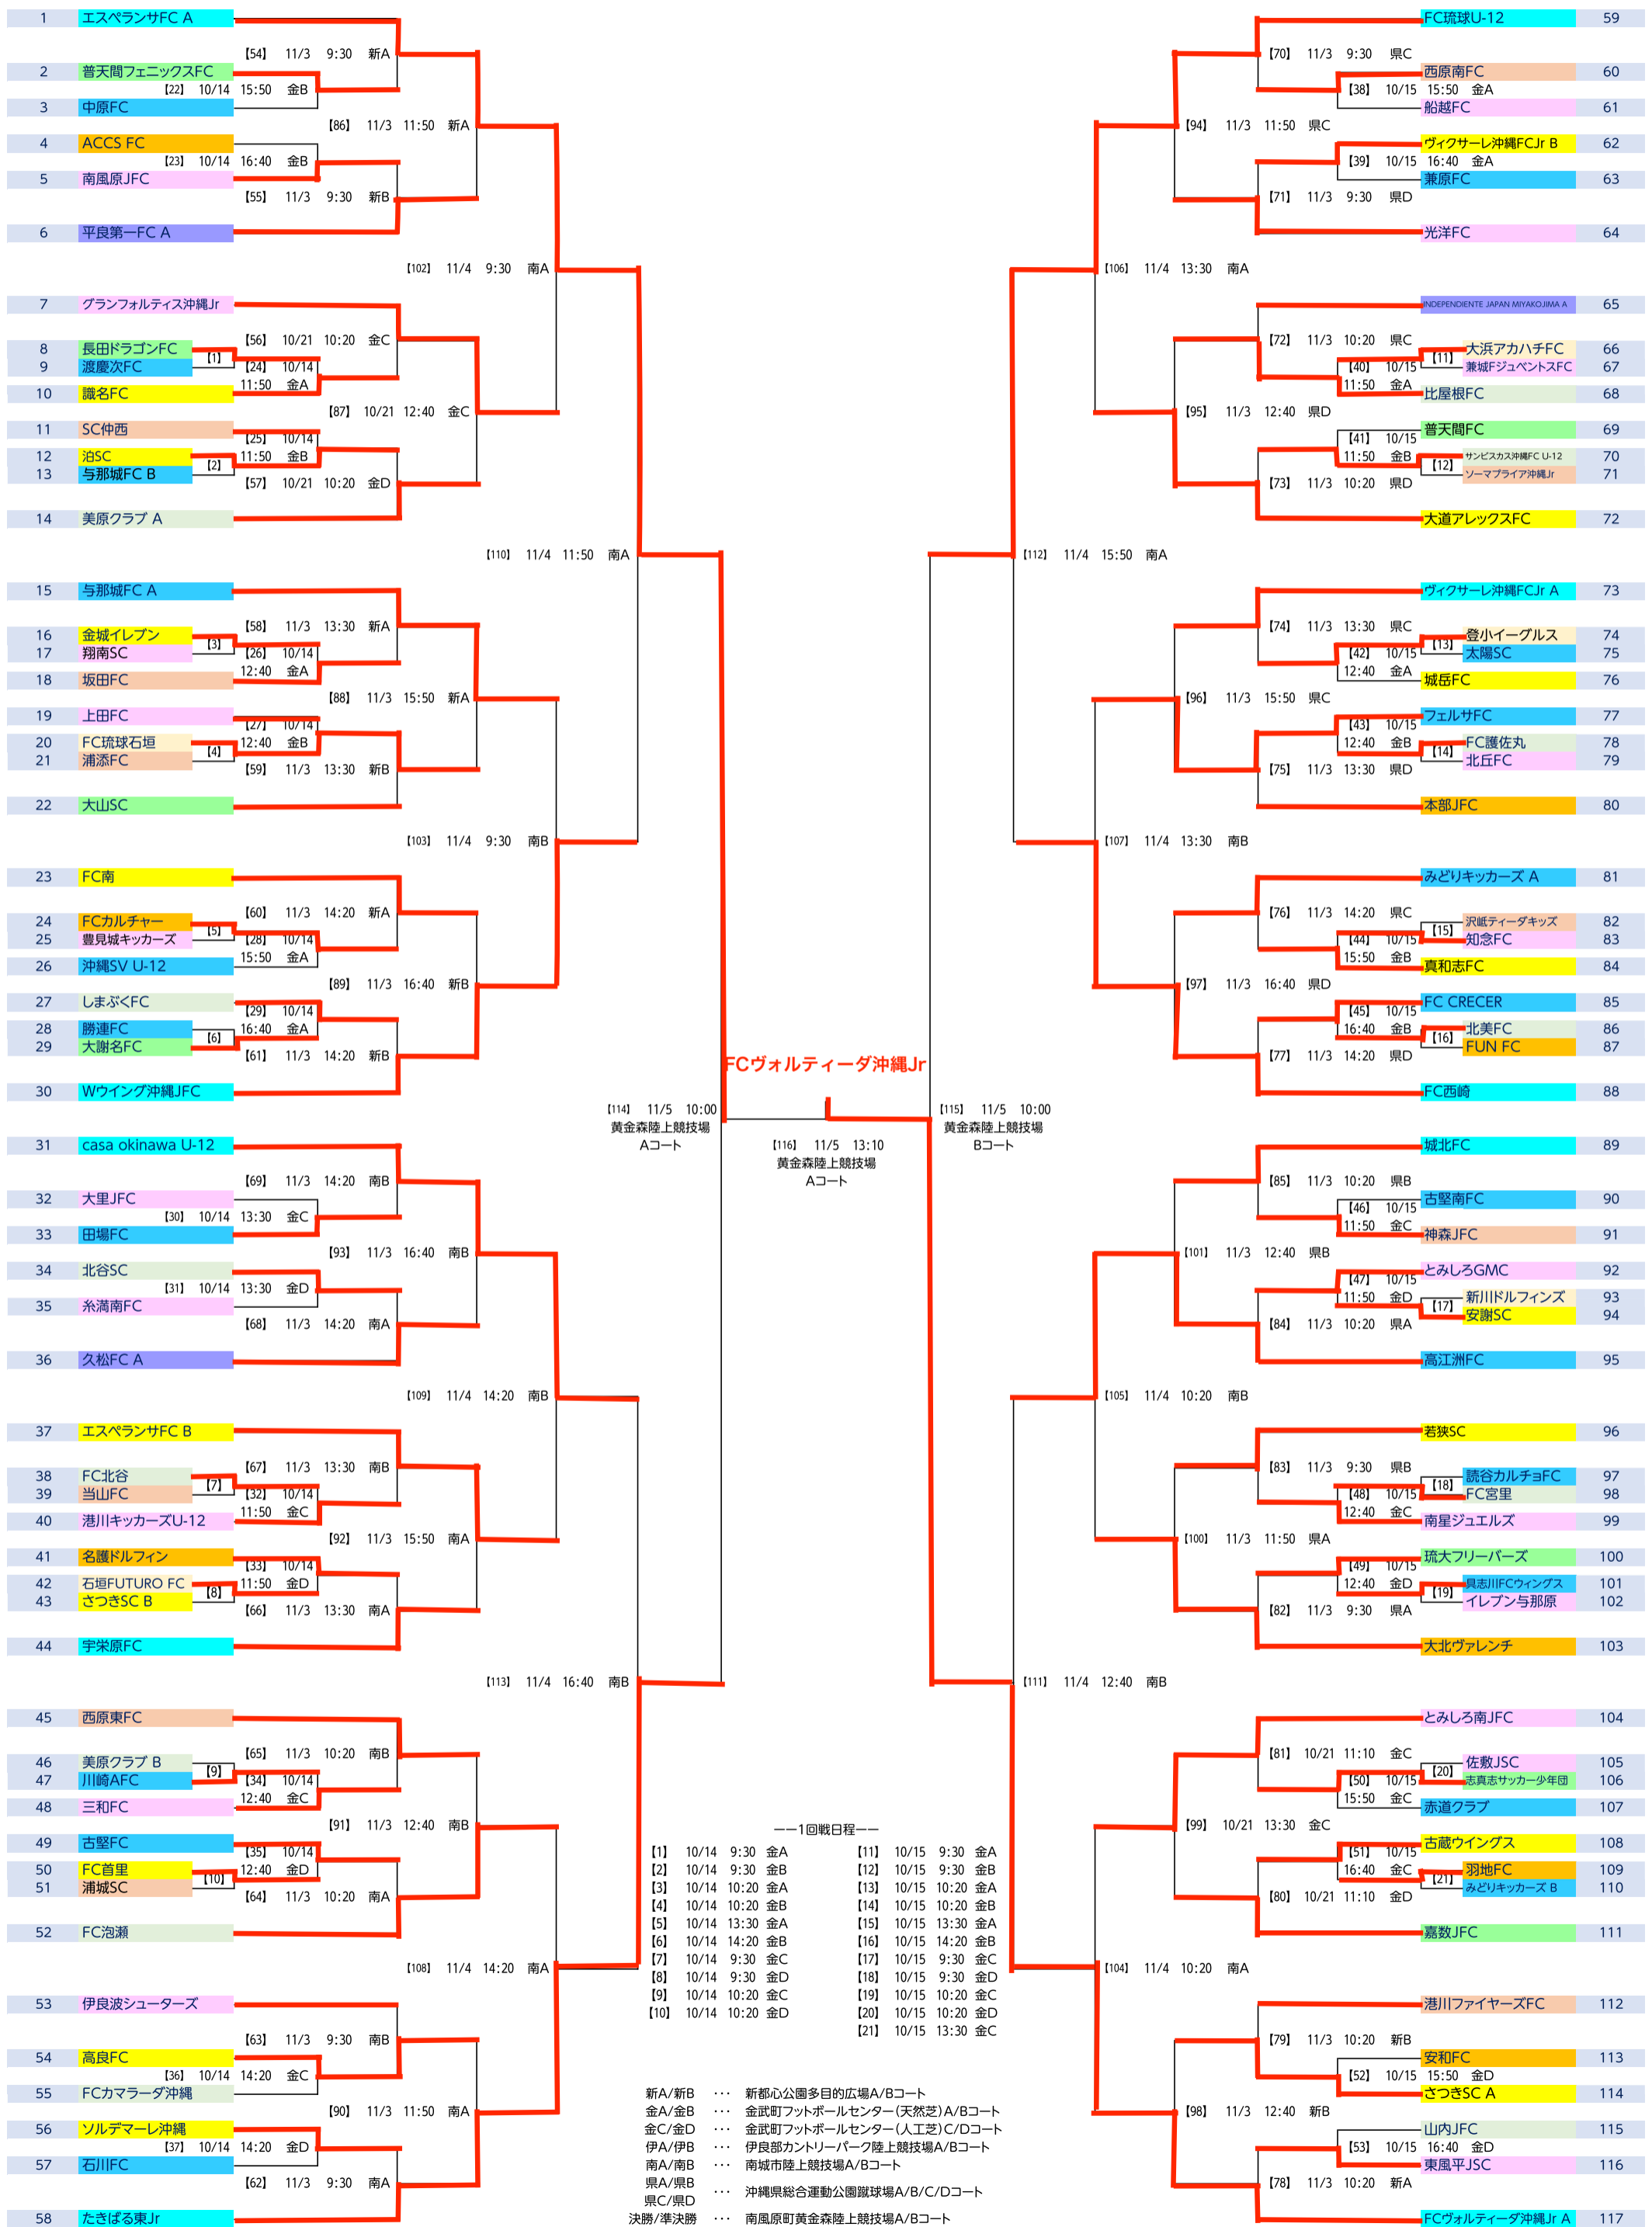 1 エスペランサFC A
【54】 11/3 9:30 新A
2 普天間フェニックスFC
【22】 10/14 15:50 金B
3 中原FC
【86】 11/3 11:50 新A
4 ACCS FC
【23】 10/14 16:40 金B
5 南風原JFC
【55】 11/3 9:30 新B
6 平良第一FC A
【102】 11/4 9:30 南A
7 グランフォルティス沖縄Jr
【56】 10/21 10:20 金C
8 長田ドラゴンFC
【1】
9 渡慶次FC
【24】 10/14
11:50 金A
10 識名FC
【87】 10/21 12:40 金C
11 SC仲西
【25】 10/14
12 泊SC
11:50 金B
【2】
13 与那城FC B
【57】 10/21 10:20 金D
14 美原クラブ A
【110】 11/4 11:50 南A
15 与那城FC A
【58】 11/3 13:30 新A
16 金城イレブン
【3】
17 翔南SC
【26】 10/14
12:40 金A
18 坂田FC
【88】 11/3 15:50 新A
19 上田FC
【27】 10/14
20 FC琉球石垣
12:40 金B
【4】
21 浦添FC
【59】 11/3 13:30 新B
22 大山SC
【103】 11/4 9:30 南B
23 FC南
【60】 11/3 14:20 新A
24 FCカルチャー
【5】
25 豊見城キッカーズ
【28】 10/14
15:50 金A
26 沖縄SV U-12
【89】 11/3 16:40 新B
27 しまぶくFC
【29】 10/14
28 勝連FC
16:40 金A
【6】
29 大謝名FC
【61】 11/3 14:20 新B
30 Wウイング沖縄JFC
【114】 11/5 10:00
黄金森陸上競技場
Aコート
31 casa okinawa U-12
【69】 11/3 14:20 南B
32 大里JFC
【30】 10/14 13:30 金C
33 田場FC
【93】 11/3 16:40 南B
34 北谷SC
【31】 10/14 13:30 金D
35 糸満南FC
【68】 11/3 14:20 南A
36 久松FC A
【109】 11/4 14:20 南B
37 エスペランサFC B
【67】 11/3 13:30 南B
38 FC北谷
【7】
39 当山FC
【32】 10/14
11:50 金C
40 港川キッカーズU-12
【92】 11/3 15:50 南A
41 名護ドルフィン
【33】 10/14
42 石垣FUTURO FC
11:50 金D
【8】
43 さつきSC B
【66】 11/3 13:30 南A
44 宇栄原FC
【113】 11/4 16:40 南B
45 西原東FC
【65】 11/3 10:20 南B
46 美原クラブ B
【9】
47 川崎AFC
【34】 10/14
12:40 金C
48 三和FC
【91】 11/3 12:40 南B
49 古堅FC
【35】 10/14
50 FC首里
12:40 金D
【10】
51 浦城SC
【64】 11/3 10:20 南A
52 FC泡瀬
【108】 11/4 14:20 南A
53 伊良波シューターズ
【63】 11/3 9:30 南B
54 高良FC
【36】 10/14 14:20 金C
55 FCカマラーダ沖縄
【90】 11/3 11:50 南A
56 ソルデマーレ沖縄
【37】 10/14 14:20 金D
57 石川FC
【62】 11/3 9:30 南A
58 たきばる東Jr
FCヴォルティーダ沖縄Jr
【116】 11/5 13:10
黄金森陸上競技場
Aコート
FC琉球U-12 59
【70】 11/3 9:30 県C
西原南FC 60
【38】 10/15 15:50 金A
船越FC 61
【94】 11/3 11:50 県C
ヴィクサーレ沖縄FCJr B 62
【39】 10/15 16:40 金A
兼原FC 63
【71】 11/3 9:30 県D
光洋FC 64
【106】 11/4 13:30 南A
INDEPENDIENTE JAPAN MIYAKOJIMA A 65
【72】 11/3 10:20 県C
大浜アカハチFC 66
【11】
兼城FジュベントスFC 67
【40】 10/15
11:50 金A
比屋根FC 68
【95】 11/3 12:40 県D
普天間FC 69
【41】 10/15
サンビスカス沖縄FC U-12 70
11:50 金B
【12】
ソーマプライア沖縄Jr 71
【73】 11/3 10:20 県D
大道アレックスFC 72
【112】 11/4 15:50 南A
ヴィクサーレ沖縄FCJr A 73
【74】 11/3 13:30 県C
登小イーグルス 74
【13】
太陽SC 75
【42】 10/15
12:40 金A
城岳FC 76
【96】 11/3 15:50 県C
フェルサFC 77
【43】 10/15
FC護佐丸 78
12:40 金B
【14】
北丘FC 79
【75】 11/3 13:30 県D
本部JFC 80
【107】 11/4 13:30 南B
みどりキッカーズ A 81
【76】 11/3 14:20 県C
沢岻ティーダキッズ 82
【15】
知念FC 83
【44】 10/15
15:50 金B
真和志FC 84
【97】 11/3 16:40 県D
FC CRECER 85
【45】 10/15
北美FC 86
16:40 金B
【16】
FUN FC 87
【77】 11/3 14:20 県D
FC西崎 88
【115】 11/5 10:00
黄金森陸上競技場
Bコート
城北FC 89
【85】 11/3 10:20 県B
古堅南FC 90
【46】 10/15
11:50 金C
神森JFC 91
【101】 11/3 12:40 県B
とみしろGMC 92
【47】 10/15
新川ドルフィンズ 93
11:50 金D
【17】
安謝SC 94
【84】 11/3 10:20 県A
高江洲FC 95
【105】 11/4 10:20 南B
若狭SC 96
【83】 11/3 9:30 県B
読谷カルチョFC 97
【18】
FC宮里 98
【48】 10/15
12:40 金C
南星ジュエルズ 99
【100】 11/3 11:50 県A
琉大フリーバーズ 100
【49】 10/15
具志川FCウィングス 101
12:40 金D
【19】
イレブン与那原 102
【82】 11/3 9:30 県A
大北ヴァレンチ 103
【111】 11/4 12:40 南B
とみしろ南JFC 104
【81】 10/21 11:10 金C
佐敷JSC 105
【20】
志真志サッカー少年団 106
【50】 10/15
15:50 金C
赤道クラブ 107
【99】 10/21 13:30 金C
古蔵ウイングス 108
【51】 10/15
羽地FC 109
16:40 金C
【21】
みどりキッカーズ B 110
【80】 10/21 11:10 金D
嘉数JFC 111
【104】 11/4 10:20 南A
港川ファイヤーズFC 112
【79】 11/3 10:20 新B
安和FC 113
【52】 10/15 15:50 金D
さつきSC A 114
【98】 11/3 12:40 新B
山内JFC 115
【53】 10/15 16:40 金D
東風平JSC 116
【78】 11/3 10:20 新A
FCヴォルティーダ沖縄Jr A 117
——1回戦日程——
【1】 10/14 9:30 金A 【11】 10/15 9:30 金A
【2】 10/14 9:30 金B 【12】 10/15 9:30 金B
【3】 10/14 10:20 金A 【13】 10/15 10:20 金A
【4】 10/14 10:20 金B 【14】 10/15 10:20 金B
【5】 10/14 13:30 金A 【15】 10/15 13:30 金A
【6】 10/14 14:20 金B 【16】 10/15 14:20 金B
【7】 10/14 9:30 金C 【17】 10/15 9:30 金C
【8】 10/14 9:30 金D 【18】 10/15 9:30 金D
【9】 10/14 10:20 金C 【19】 10/15 10:20 金C
【10】 10/14 10:20 金D 【20】 10/15 10:20 金D
【21】 10/15 13:30 金C
新A/新B ・・・ 新都心公園多目的広場A/Bコート
金A/金B ・・・ 金武町フットボールセンター(天然芝)A/Bコート
金C/金D ・・・ 金武町フットボールセンター(人工芝)C/Dコート
伊A/伊B ・・・ 伊良部カントリーパーク陸上競技場A/Bコート
南A/南B ・・・ 南城市陸上競技場A/Bコート
県A/県B
県C/県D ・・・ 沖縄県総合運動公園蹴球場A/B/C/Dコート
決勝/準決勝 ・・・ 南風原町黄金森陸上競技場A/Bコート